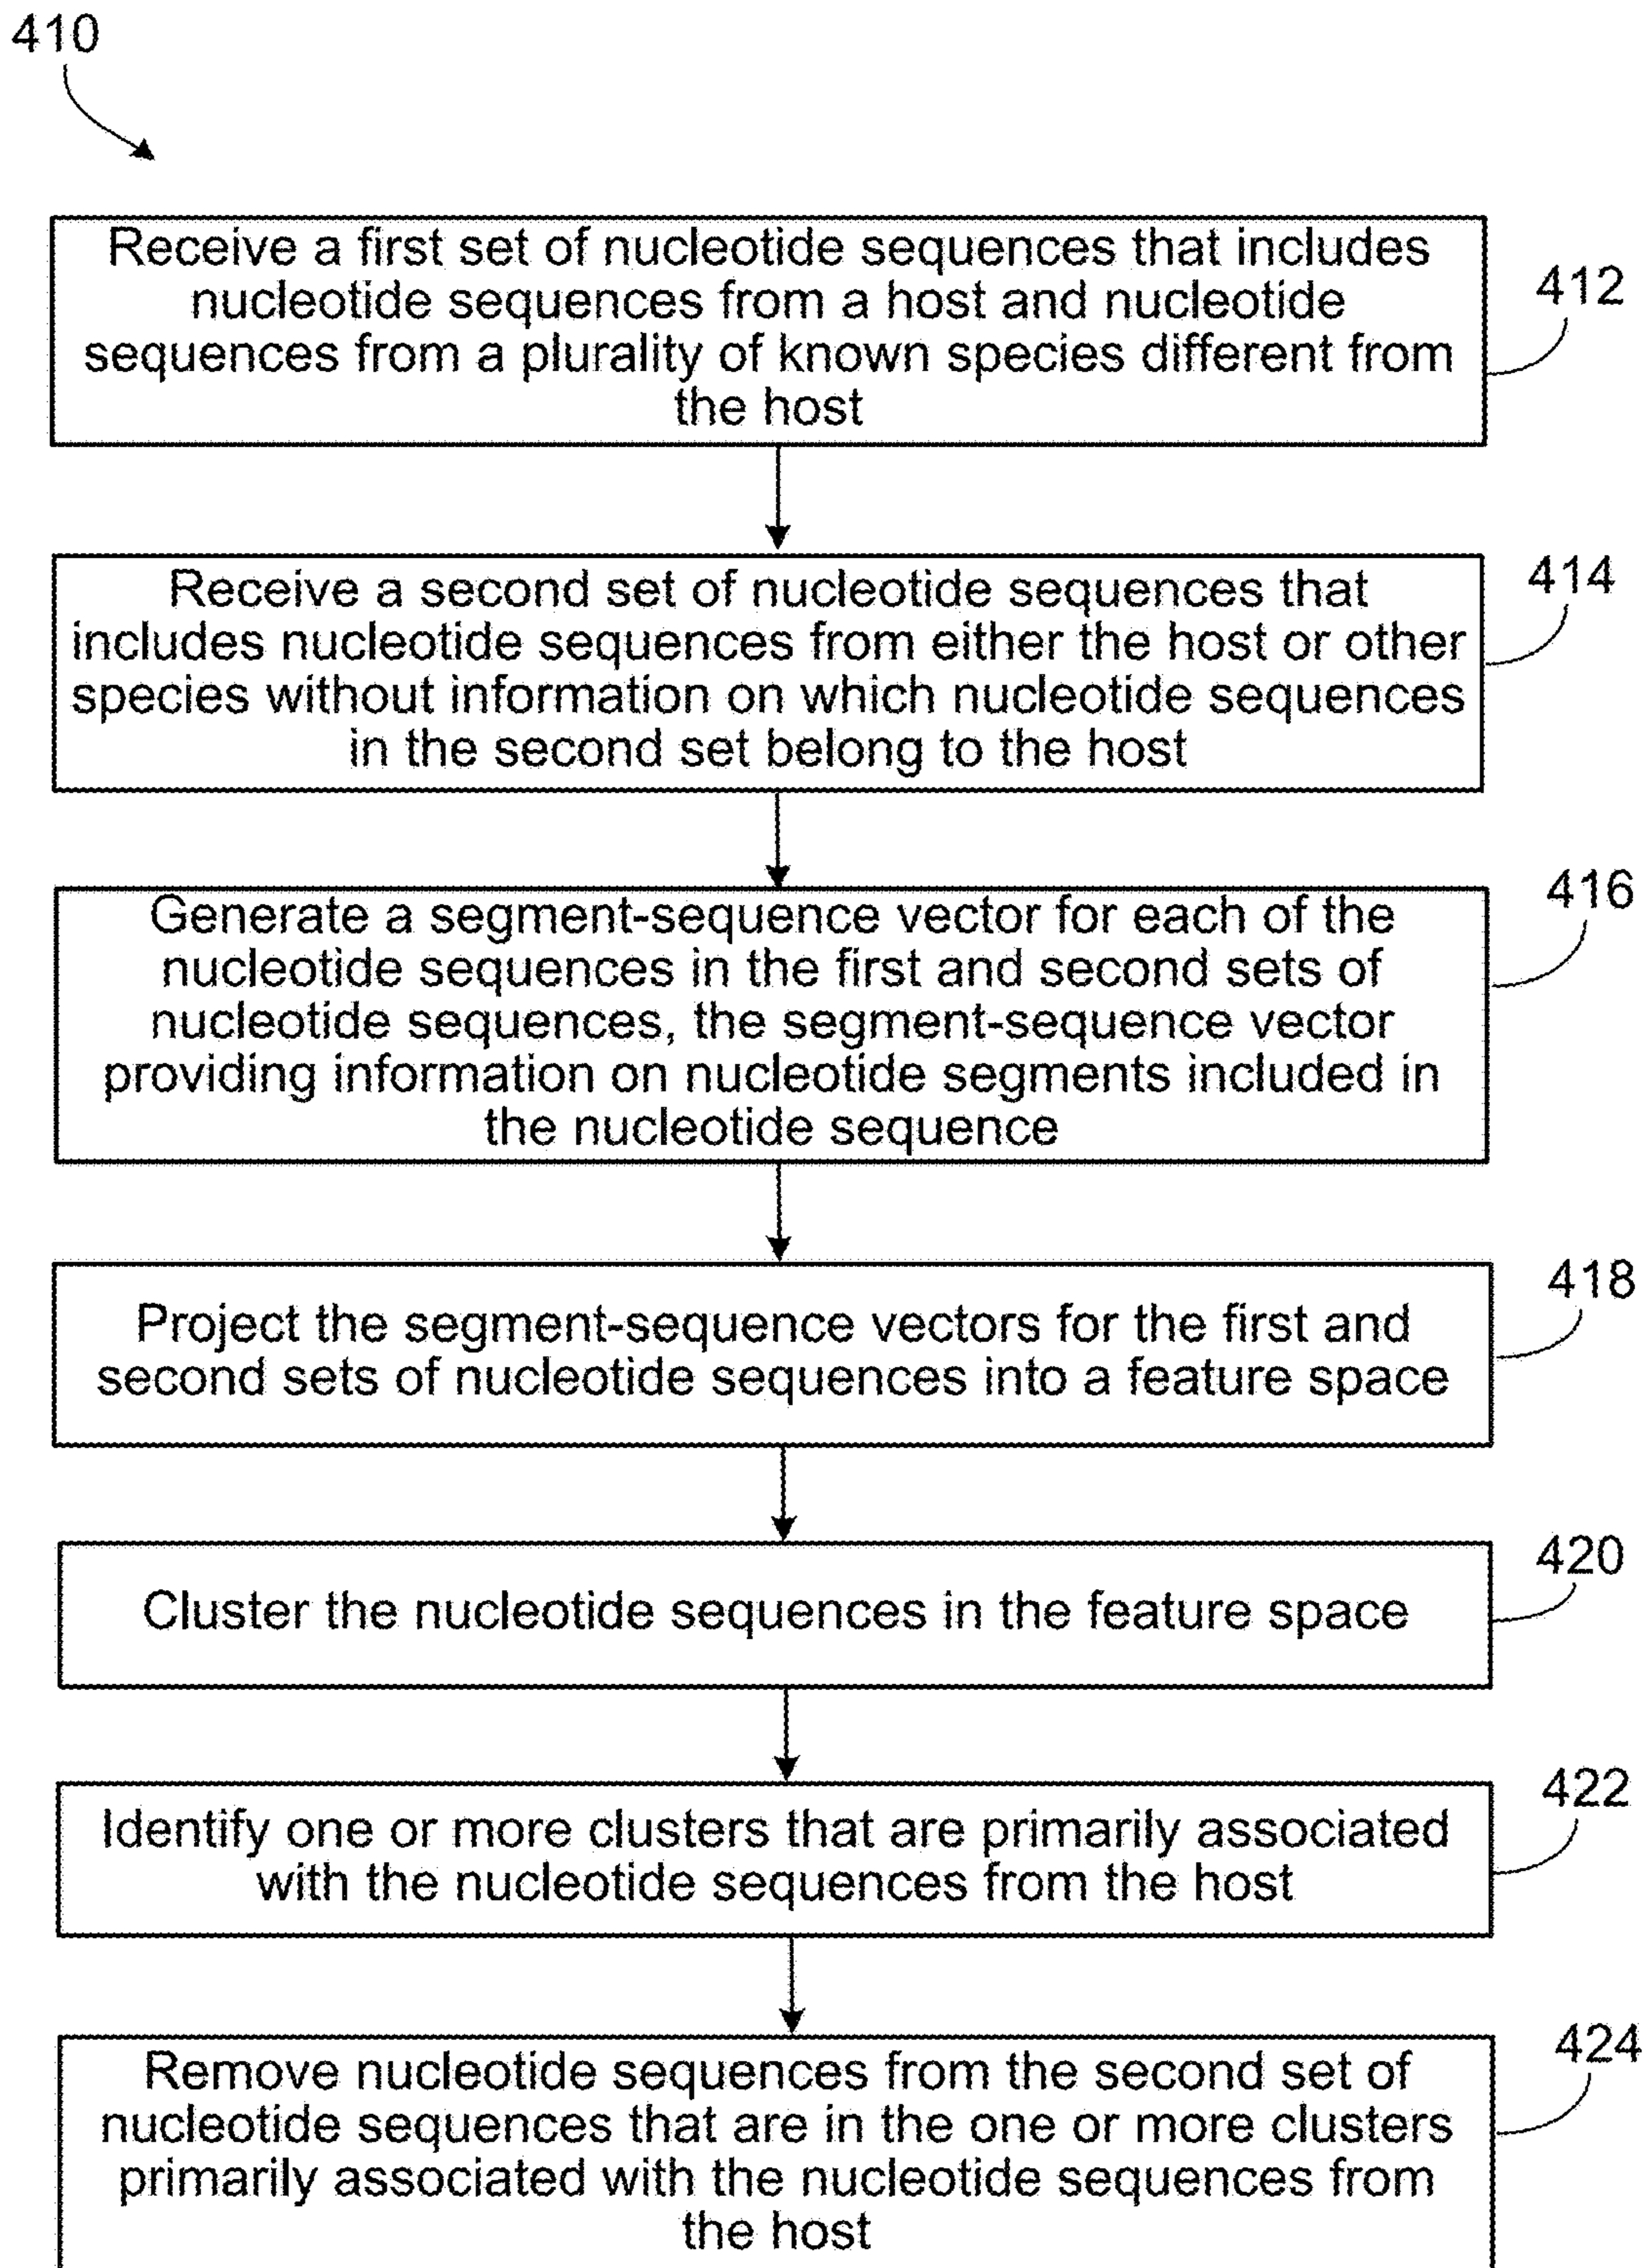 410
Receive a first set of nucleotide sequences that includes
nucleotide sequences from a host and nucleotide
sequences from a plurality of known species different from
the host
412
Receive a second set of nucleotide sequences that
includes nucleotide sequences from either the host or other
species without information on which nucleotide sequences
in the second set belong to the host
414
Generate a segment-sequence vector for each of the
nucleotide sequences in the first and second sets of
nucleotide sequences, the segment-sequence vector
providing information on nucleotide segments included in
the nucleotide sequence
416
Project the segment-sequence vectors for the first and
second sets of nucleotide sequences into a feature space
418
Cluster the nucleotide sequences in the feature space
420
Identify one or more clusters that are primarily associated
with the nucleotide sequences from the host
422
Remove nucleotide sequences from the second set of
nucleotide sequences that are in the one or more clusters
primarily associated with the nucleotide sequences from
the host
424